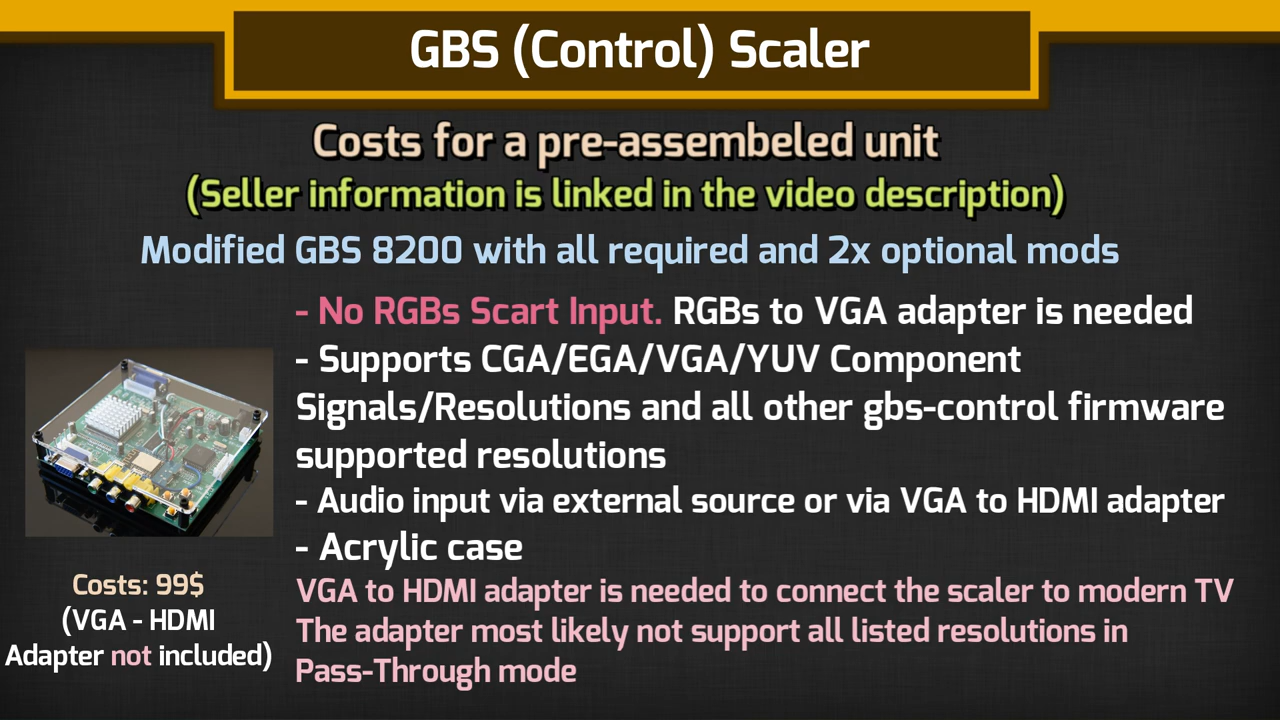 GBS (Control) Scaler
Costs for a pre-assembeled unit
(Seller information is linked in the video description)
Modified GBS 8200 with all required and 2x optional mods
- No RGBs Scart Input. RGBs to VGA adapter is needed
- Supports CGA/EGA/VGA/YUV Component
Signals/Resolutions and all other gbs-control firmware
supported resolutions
- Audio input via external source or via VGA to HDMI adapter
- Acrylic case
VGA to HDMI adapter is needed to connect the scaler to modern TV
The adapter most likely not support all listed resolutions in
Pass-Through mode
Costs: 99$
(VGA - HDMI
Adapter not included)